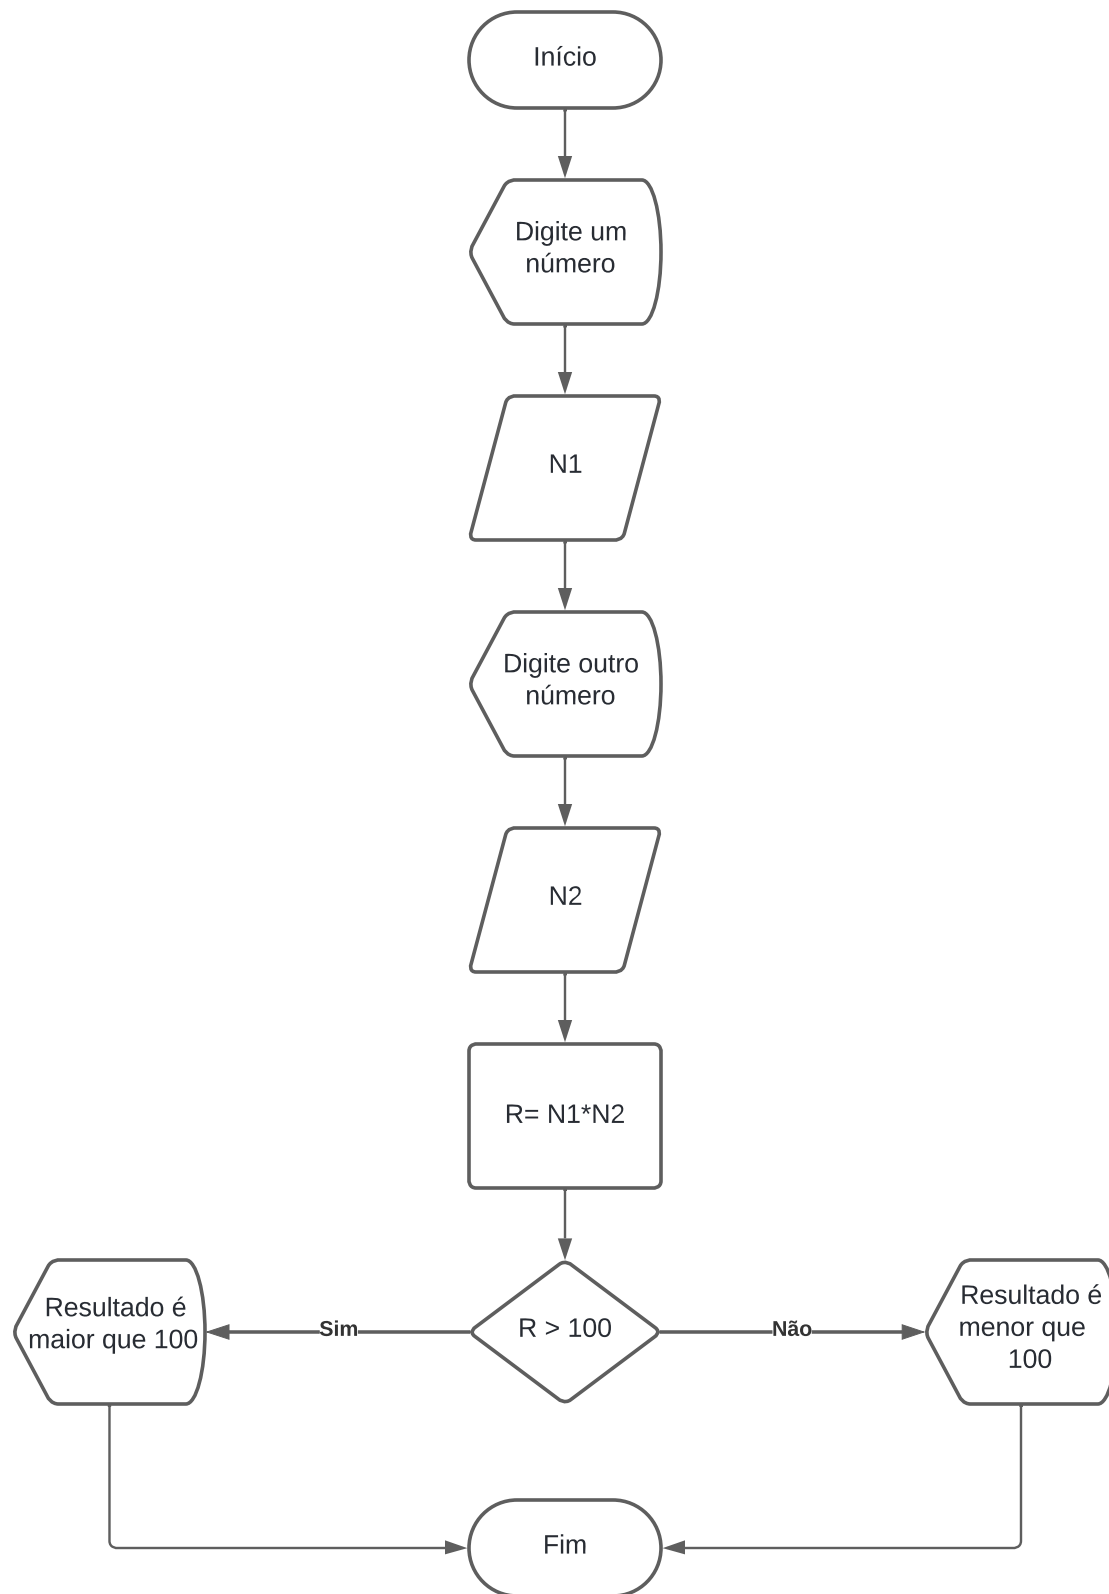 Início
Digite um
número
N1
Digite outro
número
N2
R= N1*N2
R > 100
Sim
Não
Resultado é
maior que 100
Resultado é
menor que
100
Fim